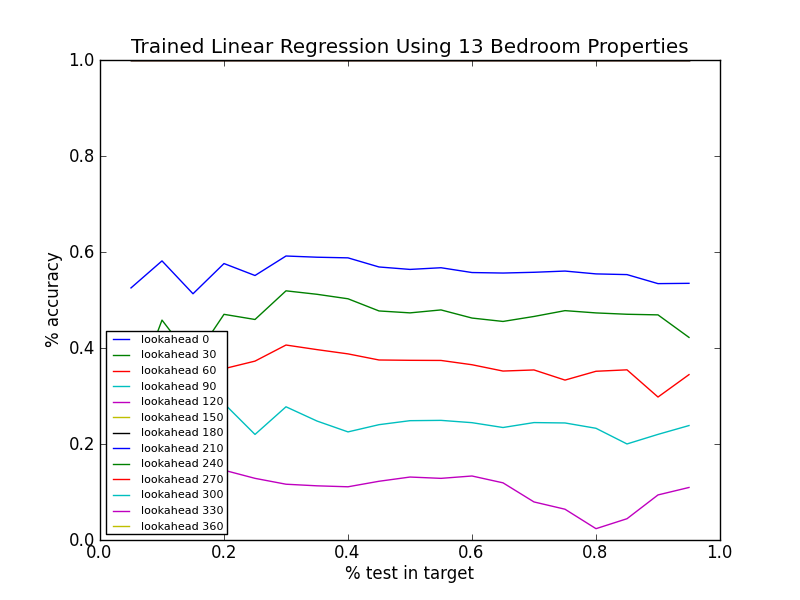 Trained Linear Regression Using 13 Bedroom Properties
1.0
0.8
0.6
0.4
0.2
0.0
% accuracy
lookahead 0
lookahead 30
lookahead 60
lookahead 90
lookahead 120
lookahead 150
lookahead 180
lookahead 210
lookahead 240
lookahead 270
lookahead 300
lookahead 330
lookahead 360
0.0 0.2 0.4 0.6 0.8 1.0
% test in target